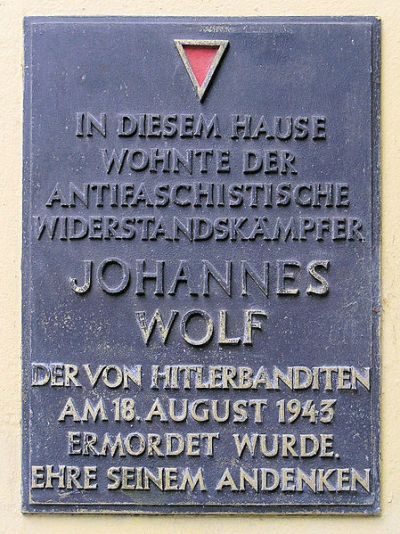 IN DIESEM HAUSE
WOHNTE DER
ANTIFASCHISTISCHE
WIDERSTANDSKÄMPFER
JOHANNES
WOLF
DER VON HITLERBANDITEN
AM 18. AUGUST 1943
ERMORDET WURDE.
EHRE SEINEM ANDENKEN